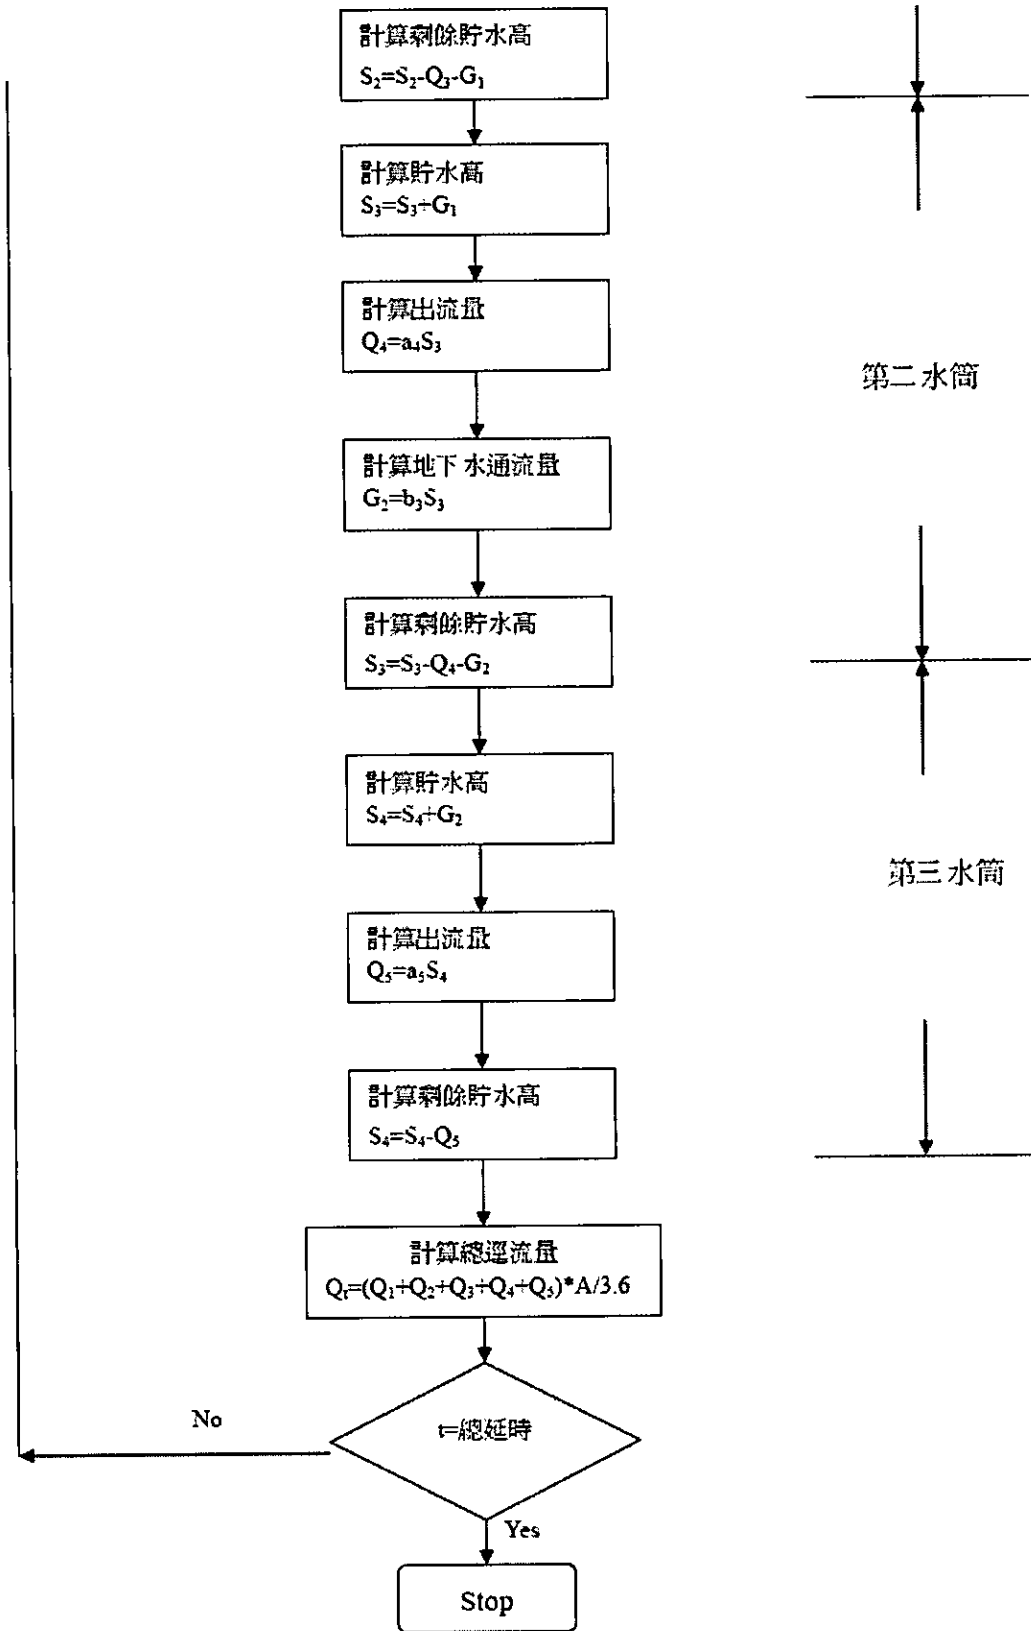 計算剩餘貯水高
S₂=S₂-Q₃-G₁
計算貯水高
S₃=S₃+G₁
計算出流量
Q₄=a₄S₃
第二水筒
計算地下水通流量
G₂=b₃S₃
計算剩餘貯水高
S₃=S₃-Q₄-G₂
計算貯水高
S₄=S₄+G₂
第三水筒
計算出流量
Q₅=a₅S₄
計算剩餘貯水高
S₄=S₄-Q₅
計算總逕流量
Qₜ=(Q₁+Q₂+Q₃+Q₄+Q₅)*A/3.6
t=總延時
No
Yes
Stop